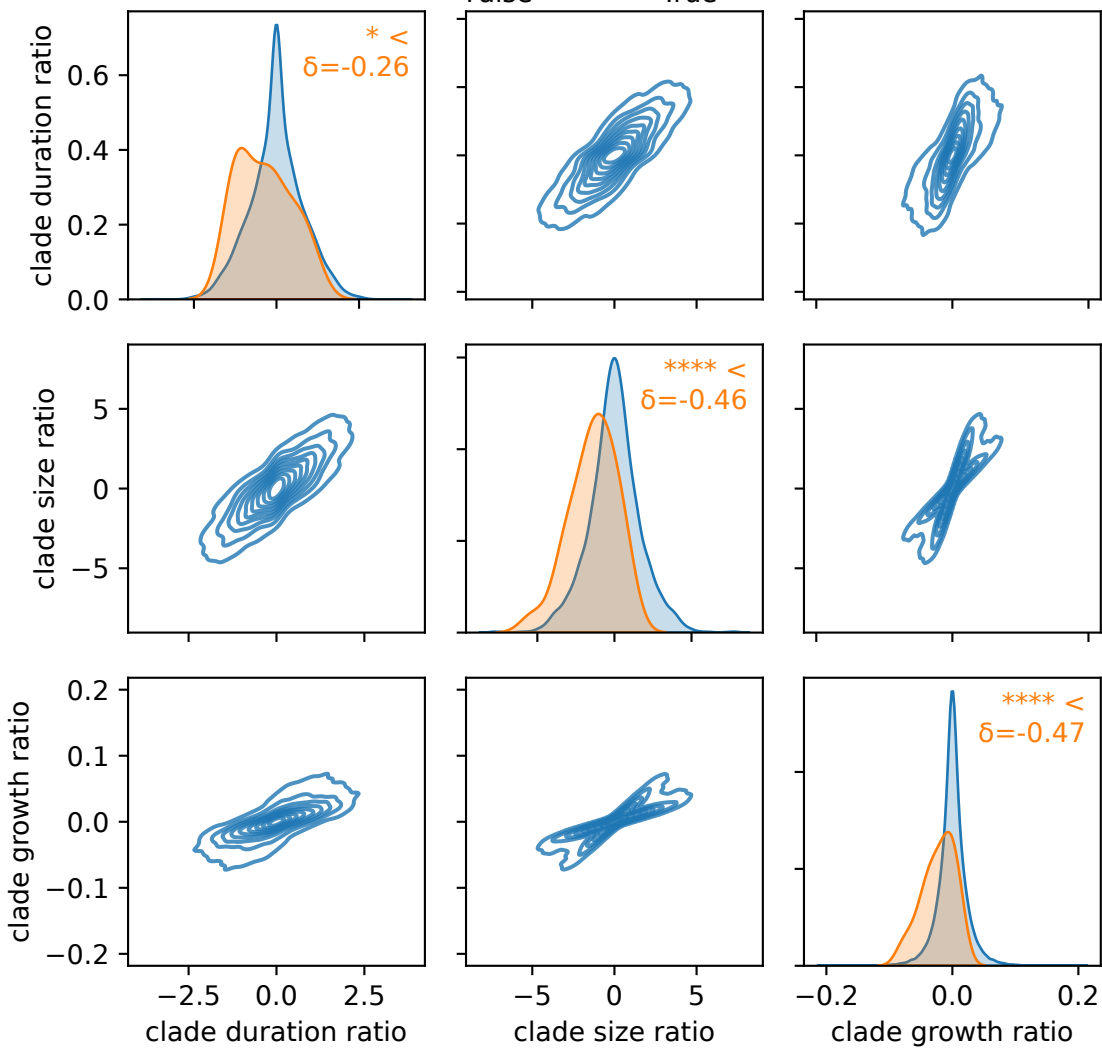 clade duration ratio
0.6
0.4
0.2
0.0
* <
δ=-0.26
clade size ratio
5
0
−5
**** <
δ=-0.46
clade growth ratio
0.2
0.1
0.0
−0.1
−0.2
**** <
δ=-0.47
−2.5 0.0 2.5
clade duration ratio
−5 0 5
clade size ratio
−0.2 0.0 0.2
clade growth ratio